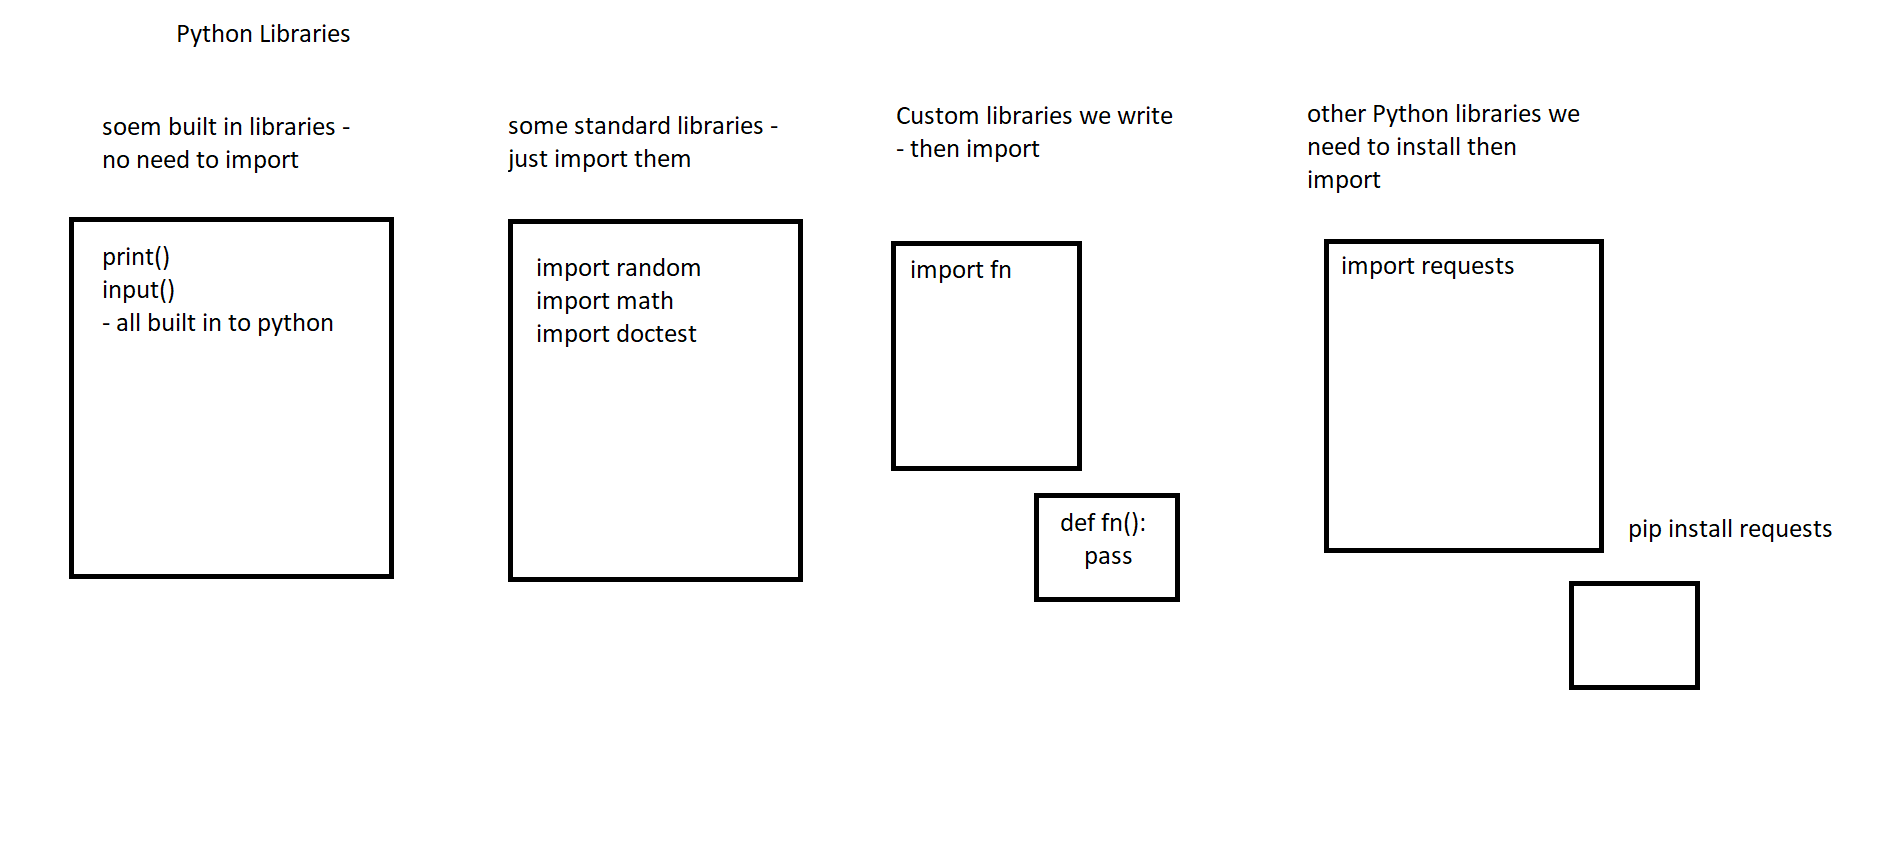 Python Libraries
soem built in libraries -
no need to import
print()
input()
- all built in to python
some standard libraries -
just import them
import random
import math
import doctest
Custom libraries we write
- then import
import fn
def fn():
pass
other Python libraries we
need to install then
import
import requests
pip install requests